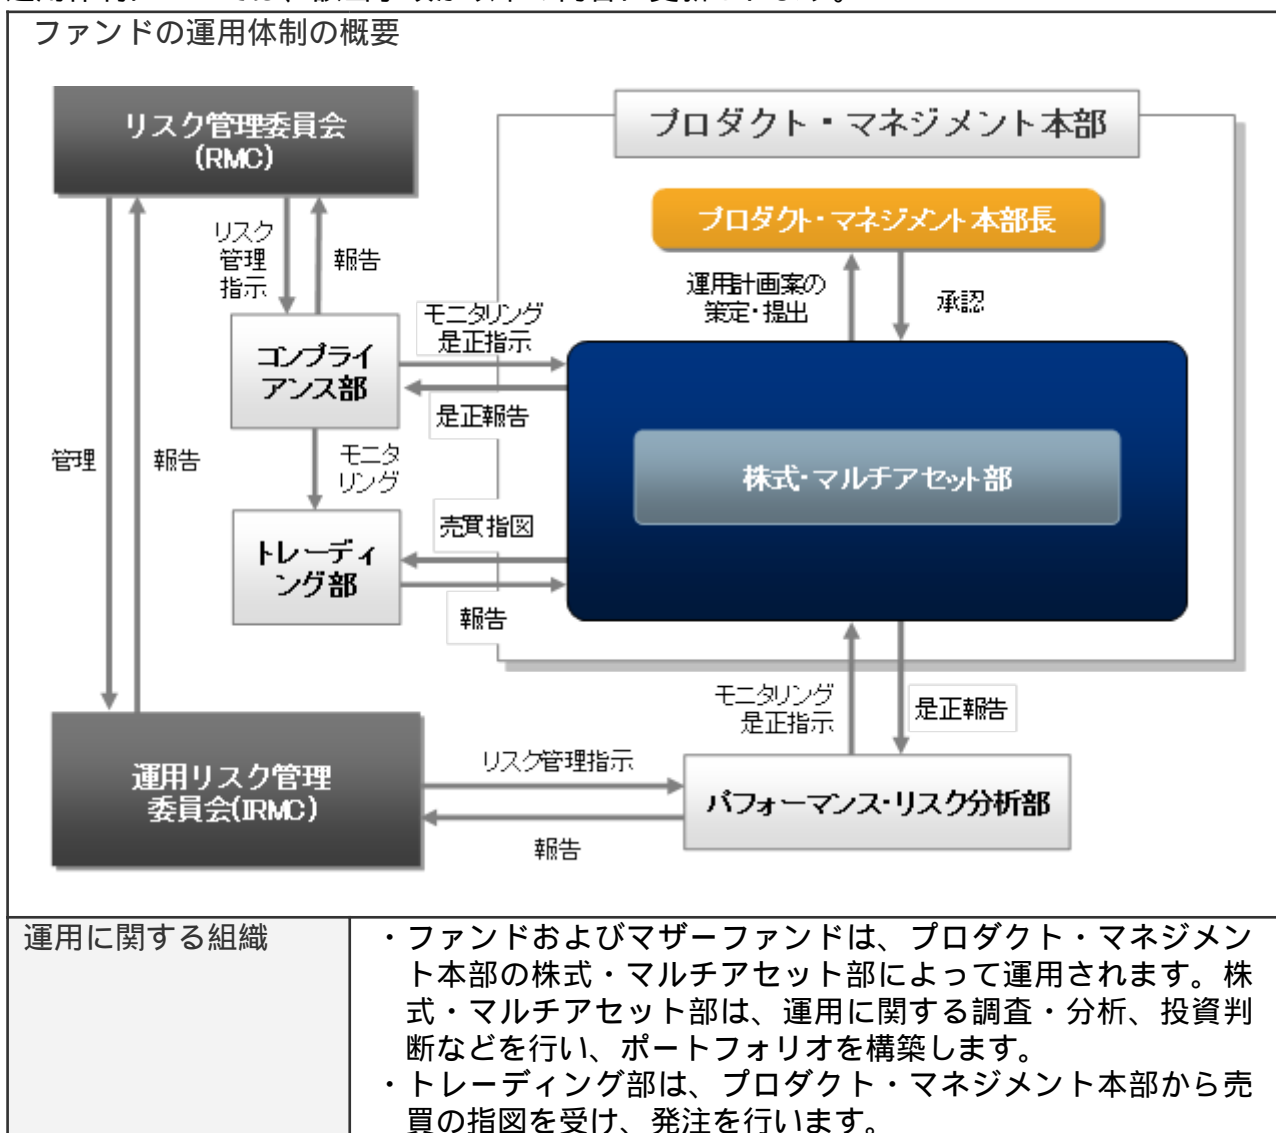 ファンドの運用体制の概要
リスク管理委員会
(RMC)
プロダクト・マネジメント本部
プロダクト・マネジメント本部長
リスク
管理
指示
報告
運用計画案の
策定・提出
承認
モニタリング
是正指示
コンプライ
アンス部
是正報告
管理
報告
モニタ
リング
株式・マルチアセット部
売買指図
トレーディ
ング部
報告
モニタリング
是正指示
是正報告
運用リスク管理
委員会(IRMC)
リスク管理指示
パフォーマンス・リスク分析部
報告
運用に関する組織
・ファンドおよびマザーファンドは、プロダクト・マネジメン
ト本部の株式・マルチアセット部によって運用されます。株
式・マルチアセット部は、運用に関する調査・分析、投資判
断などを行い、ポートフォリオを構築します。
・トレーディング部は、プロダクト・マネジメント本部から売
買の指図を受け、発注を行います。